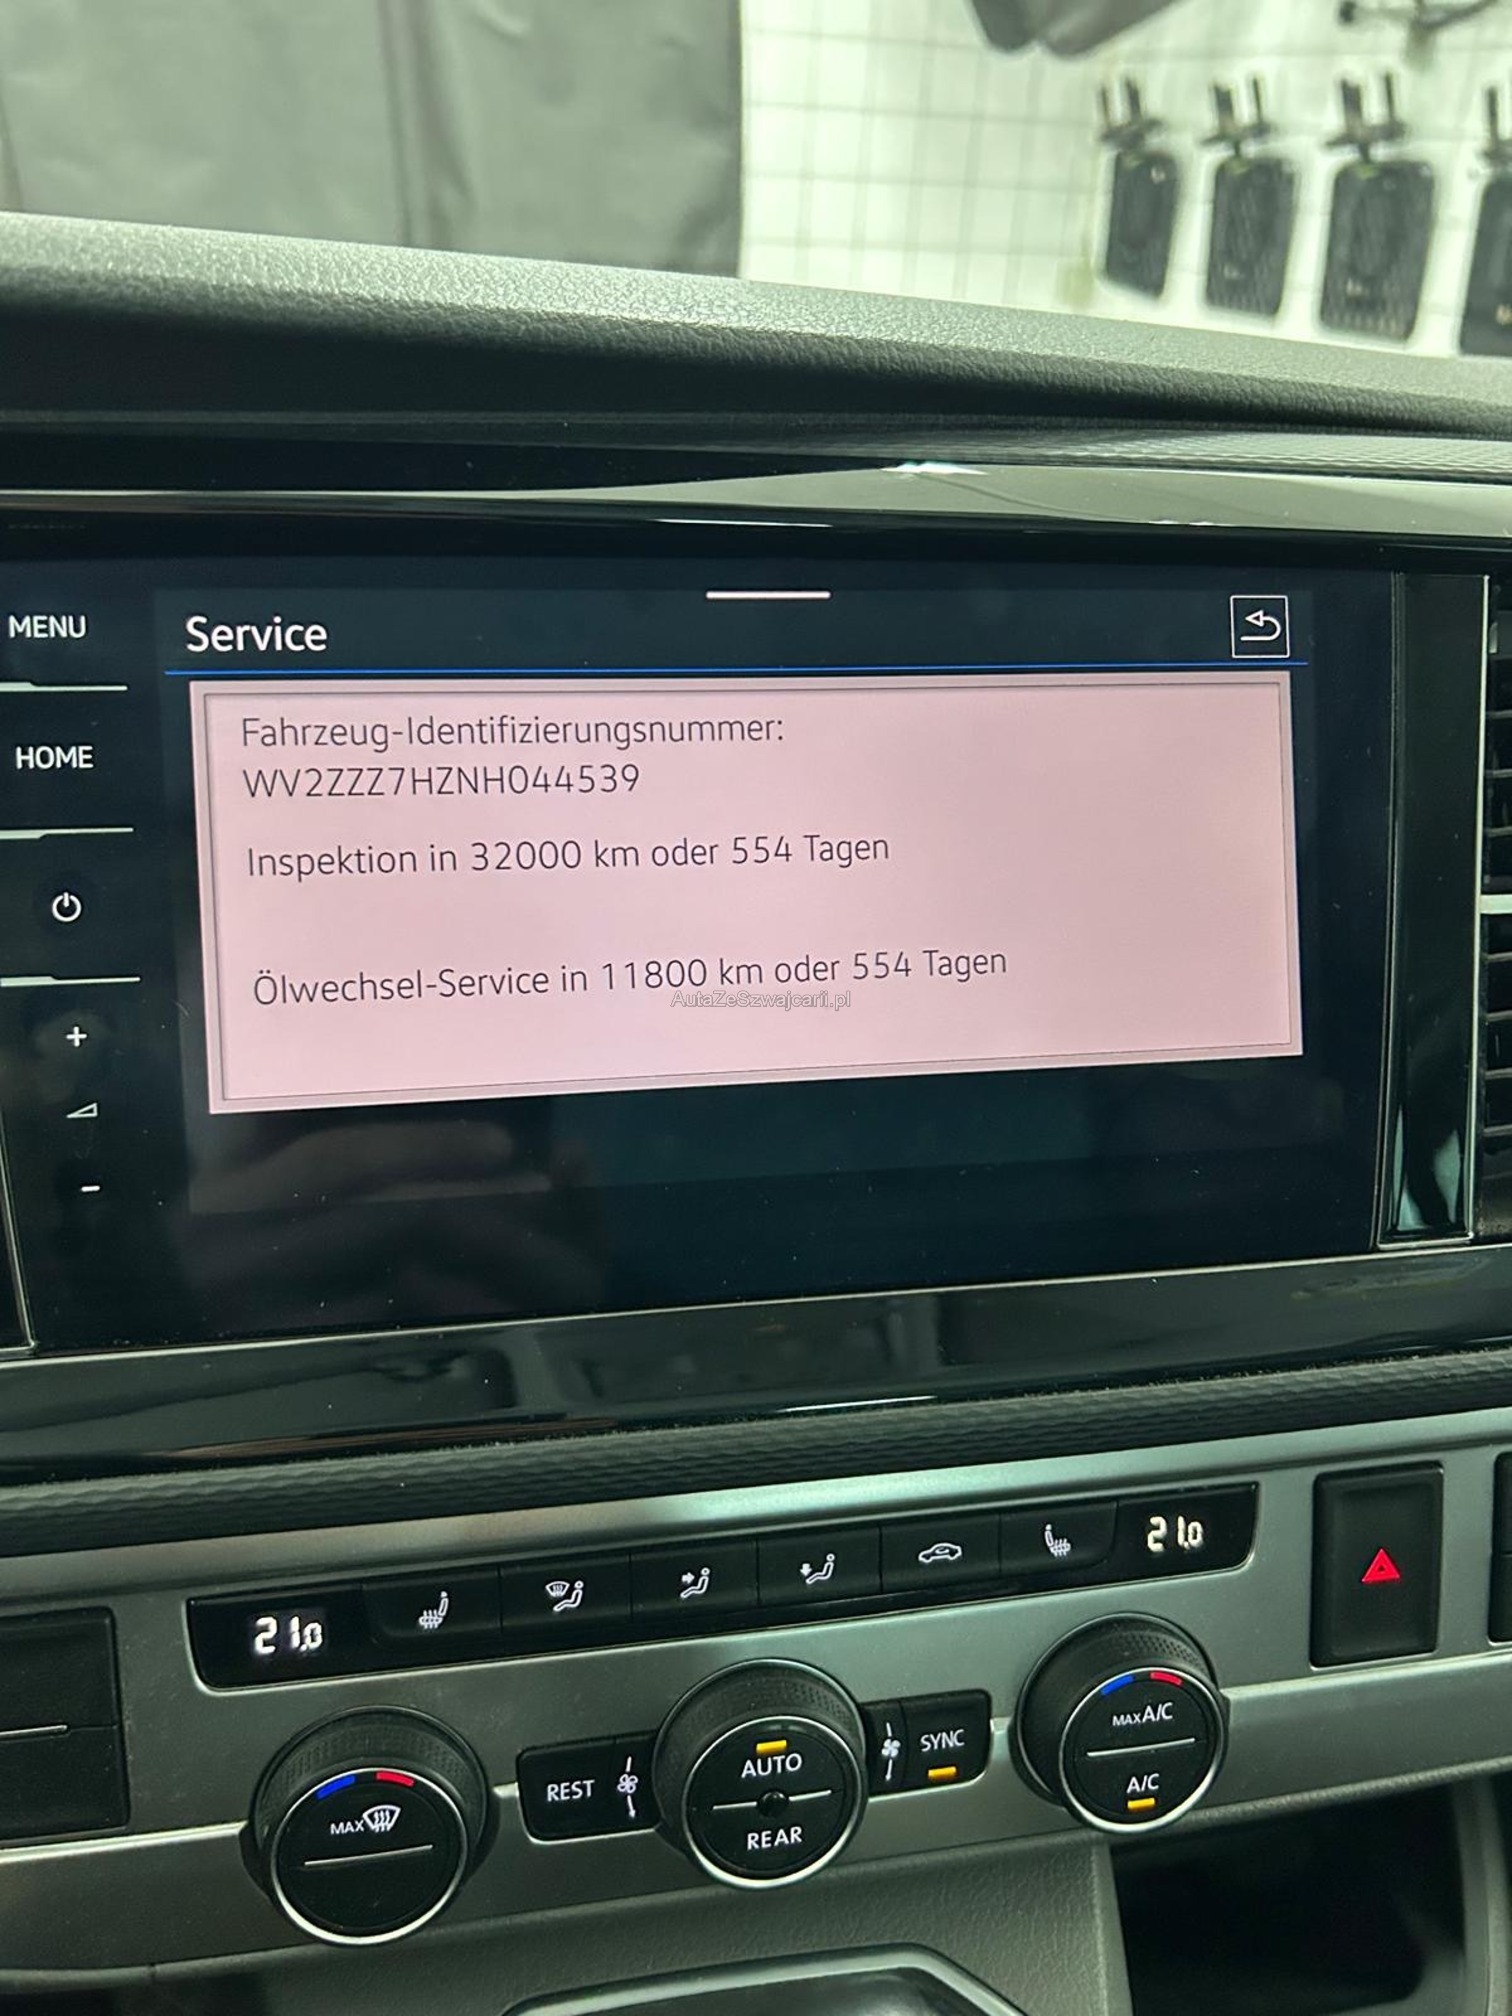 MENU
Service
HOME
Fahrzeug-Identifizierungsnummer:
WV2ZZZ7HZNH044539
Inspektion in 32000 km oder 554 Tagen
Ölwechsel-Service in 11800 km oder 554 Tagen
AutaZeSzwajcarii.pl
+
-
21.0
21.0
MAX
REST
AUTO
REAR
SYNC
MAX A/C
A/C